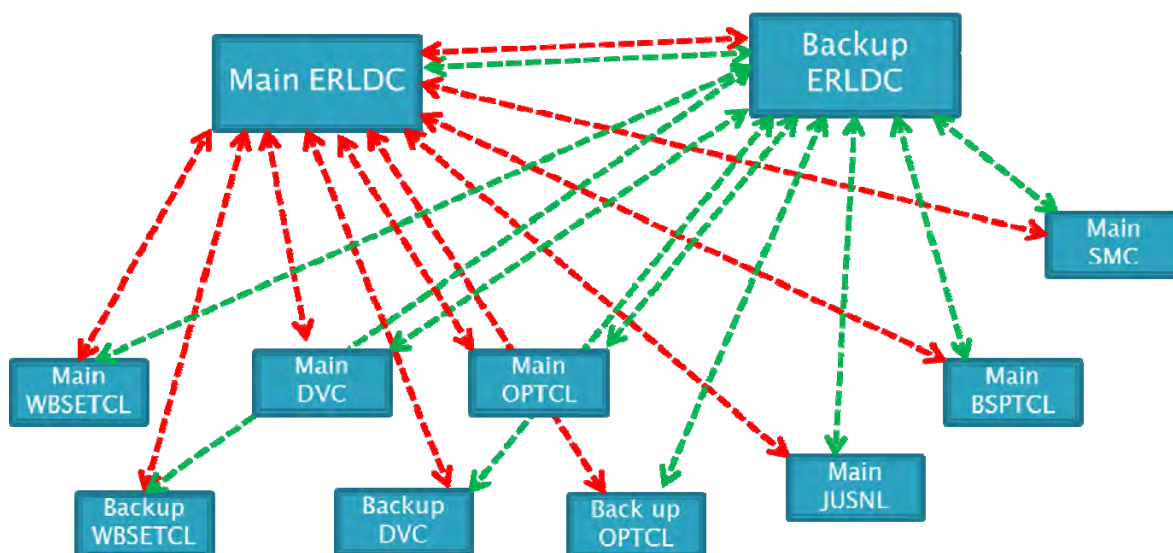 Main ERLDC
Backup
ERLDC
Main
SMC
Main
WBSETCL
Main
DVC
Main
OPTCL
Main
BSPTCL
Backup
WBSETCL
Backup
DVC
Back up
OPTCL
Main
JUSNL